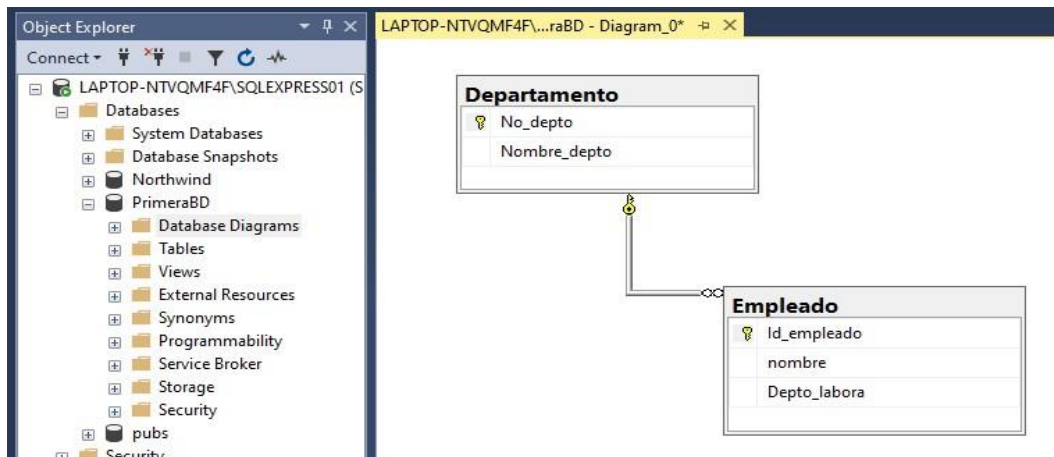 Object Explorer
Connect
LAPTOP-NTVQMF4F\SQLEXPRESS01 (S
Databases
System Databases
Database Snapshots
Northwind
PrimeraBD
Database Diagrams
Tables
Views
External Resources
Synonyms
Programmability
Service Broker
Storage
Security
pubs
Security
LAPTOP-NTVQMF4F\...raBD - Diagram_0*
Departamento
No_depto
Nombre_depto
Empleado
Id_empleado
nombre
Depto_labora